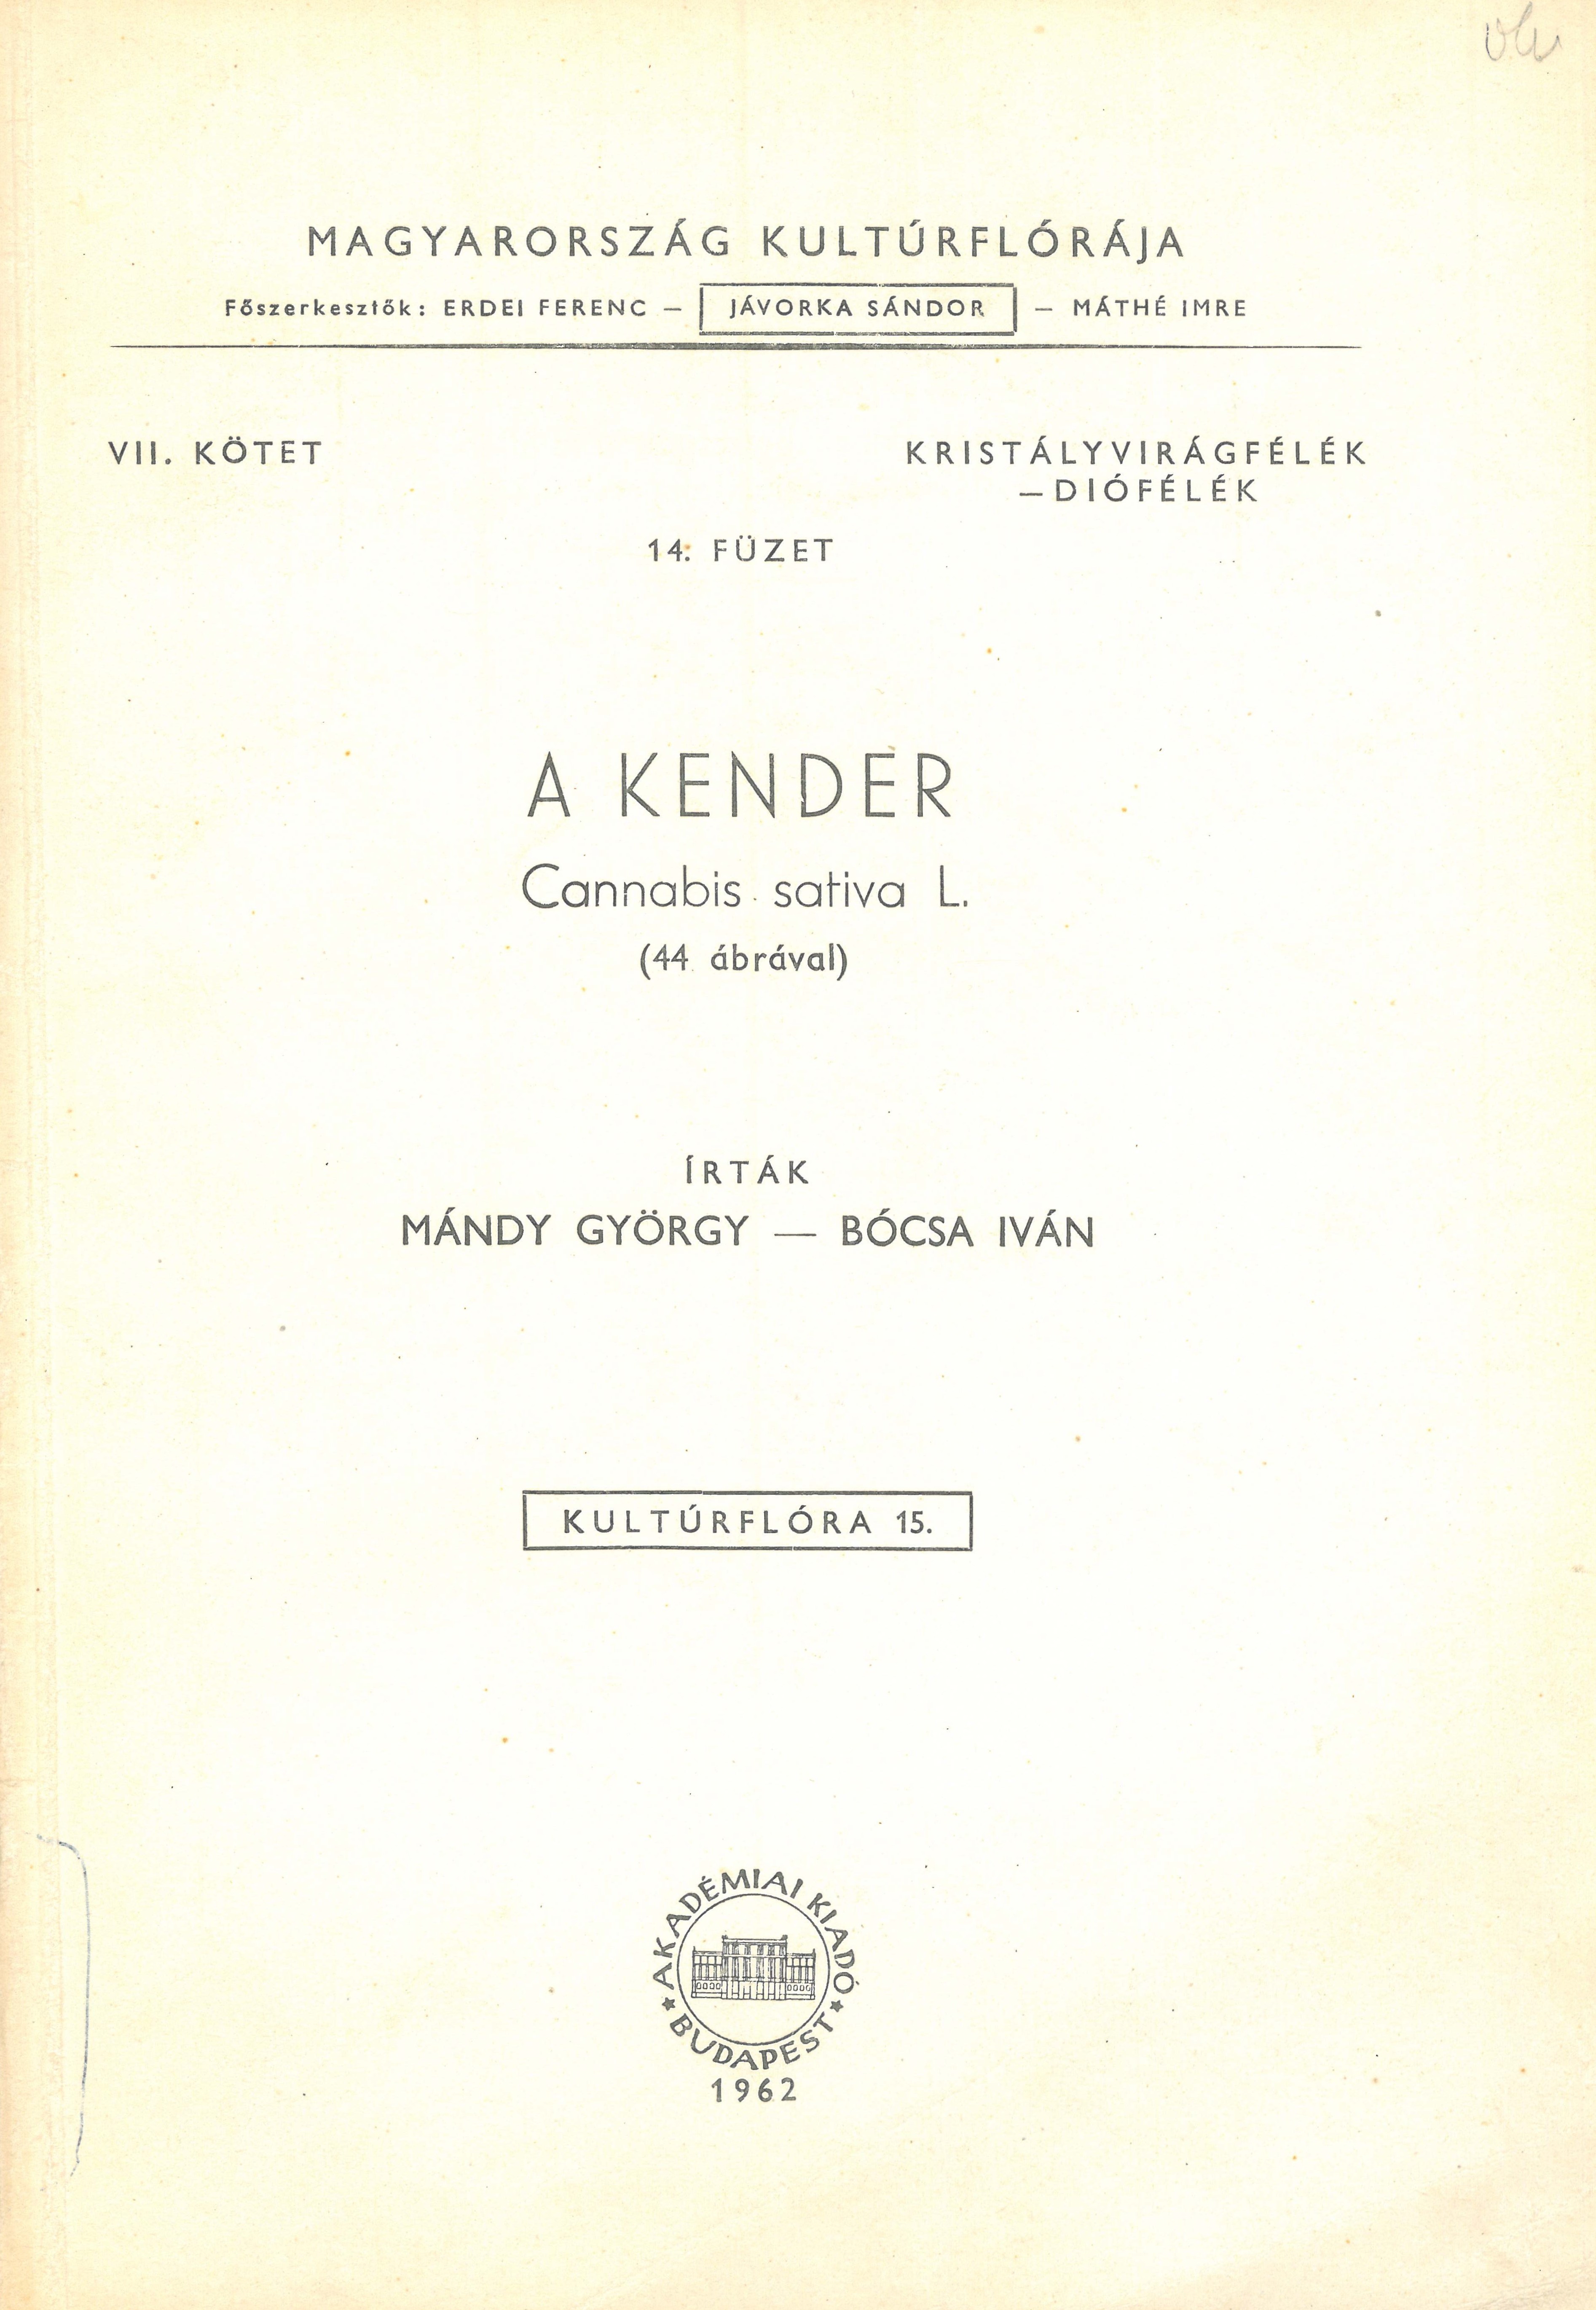 MAGYARORSZÁG KULTÚRFLÓRÁJA
Főszerkesztők: ERDEI FERENC – JÁVORKA SÁNDOR – MÁTHÉ IMRE
VII. KÖTET
KRISTÁLYVIRÁGFÉLÉK
–DIÓFÉLÉK
14. FÜZET
A KENDER
Cannabis sativa L.
(44 ábrával)
ÍRTÁK
MÁNDY GYÖRGY — BÓCSA IVÁN
KULTÚRFLÓRA 15.
AKADÉMIAI KIADÓ
BUDAPEST
1962